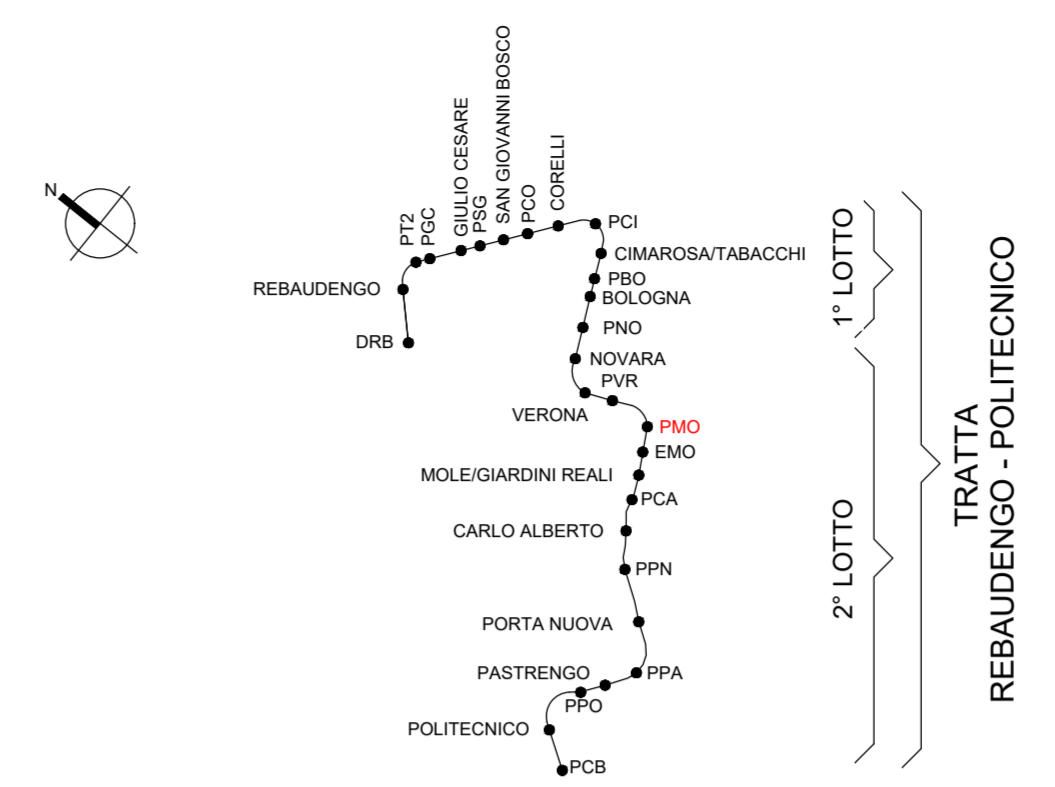 N
DRB
REBAUDENGO
PT2
PGC
GIULIO CESARE
PSG
SAN GIOVANNI BOSCO
PCO
CORELLI
PCI
CIMAROSA/TABACCHI
PBO
BOLOGNA
PNO
NOVARA
PVR
VERONA
PMO
EMO
MOLE/GIARDINI REALI
PCA
CARLO ALBERTO
PPN
PORTA NUOVA
PPA
PASTRENGO
PPO
POLITECNICO
PCB
1° LOTTO
2° LOTTO
TRATTA
REBAUDENGO - POLITECNICO